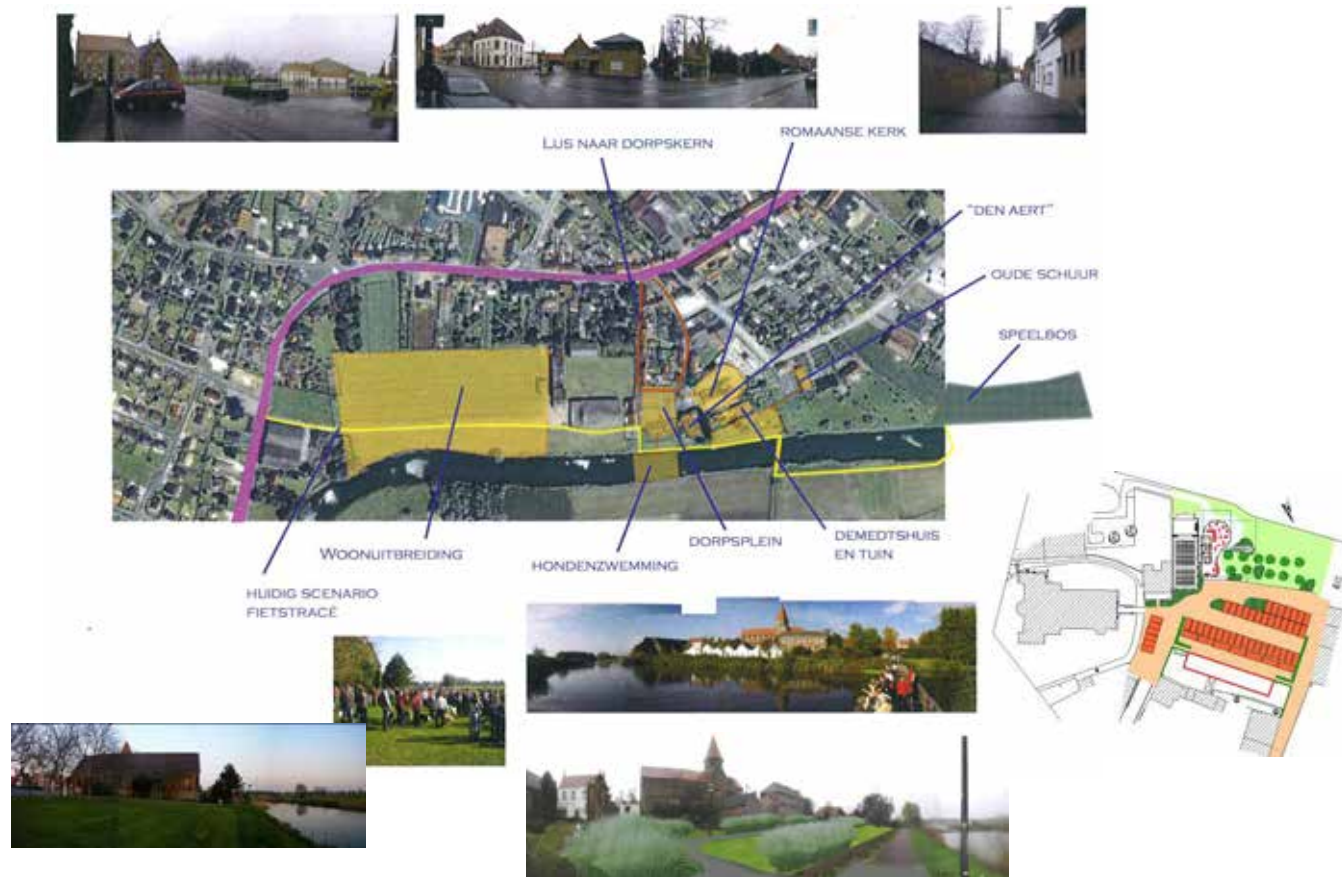 LUS NAAR DORPSKERN
ROMAANSE KERK
"DEN AERT"
OUDE SCHUUR
SPEELBOS
WOONUITBREIDING
HONDENZWEMMING
DORPSPLEIN
DEMEDTSHUIS
EN TUIN
HUIDIG SCENARIO
FIETSTRACÉ